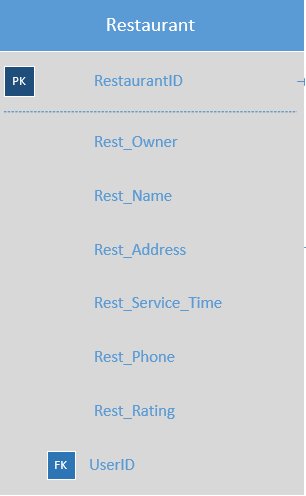 Restaurant
PK RestaurantID
Rest_Owner
Rest_Name
Rest_Address
Rest_Service_Time
Rest_Phone
Rest_Rating
FK UserID